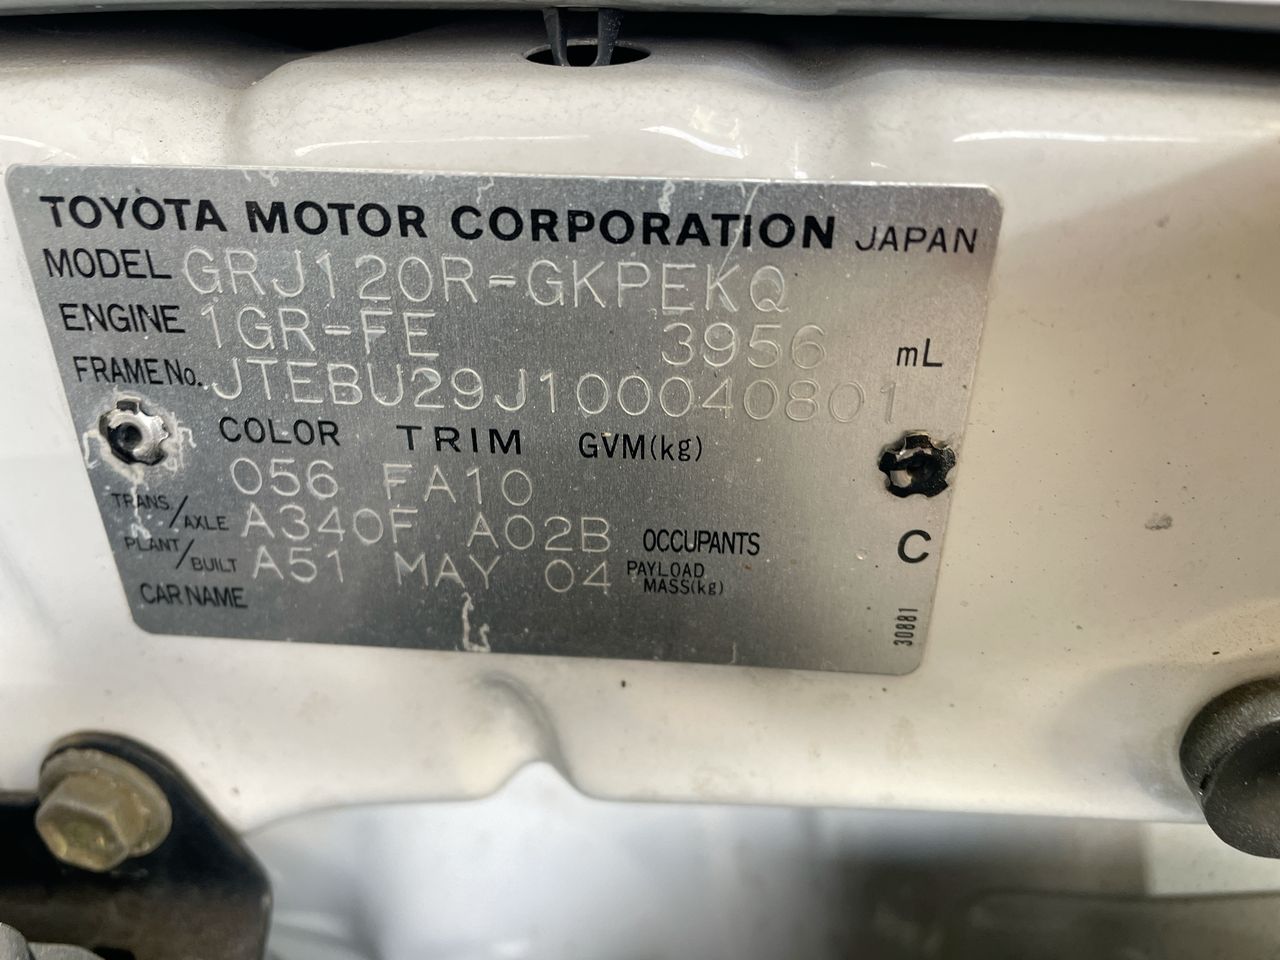 TOYOTA MOTOR CORPORATION JAPAN
MODEL GRJ120R-GKPEKQ
ENGINE 1GR-FE 3956 mL
FRAME No. JTEBU29J100040801
COLOR TRIM GVM(kg)
056 FA10
TRANS./AXLE A340F A02B OCCUPANTS C
PLANT/BUILT A51 MAY 04 PAYLOAD MASS(kg)
CAR NAME
30881